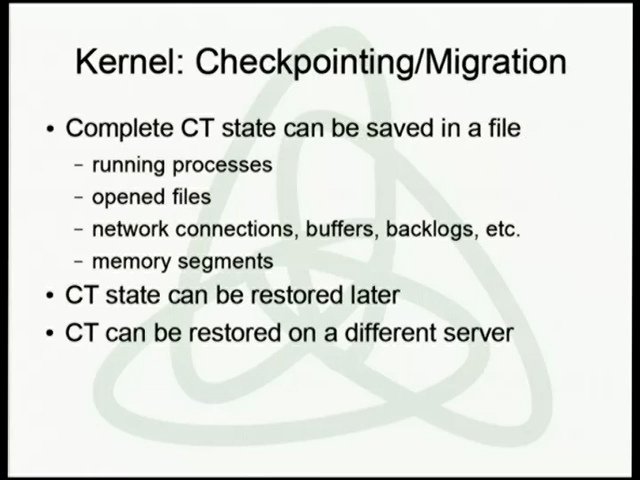 Kernel: Checkpointing/Migration
• Complete CT state can be saved in a file
– running processes
– opened files
– network connections, buffers, backlogs, etc.
– memory segments
• CT state can be restored later
• CT can be restored on a different server